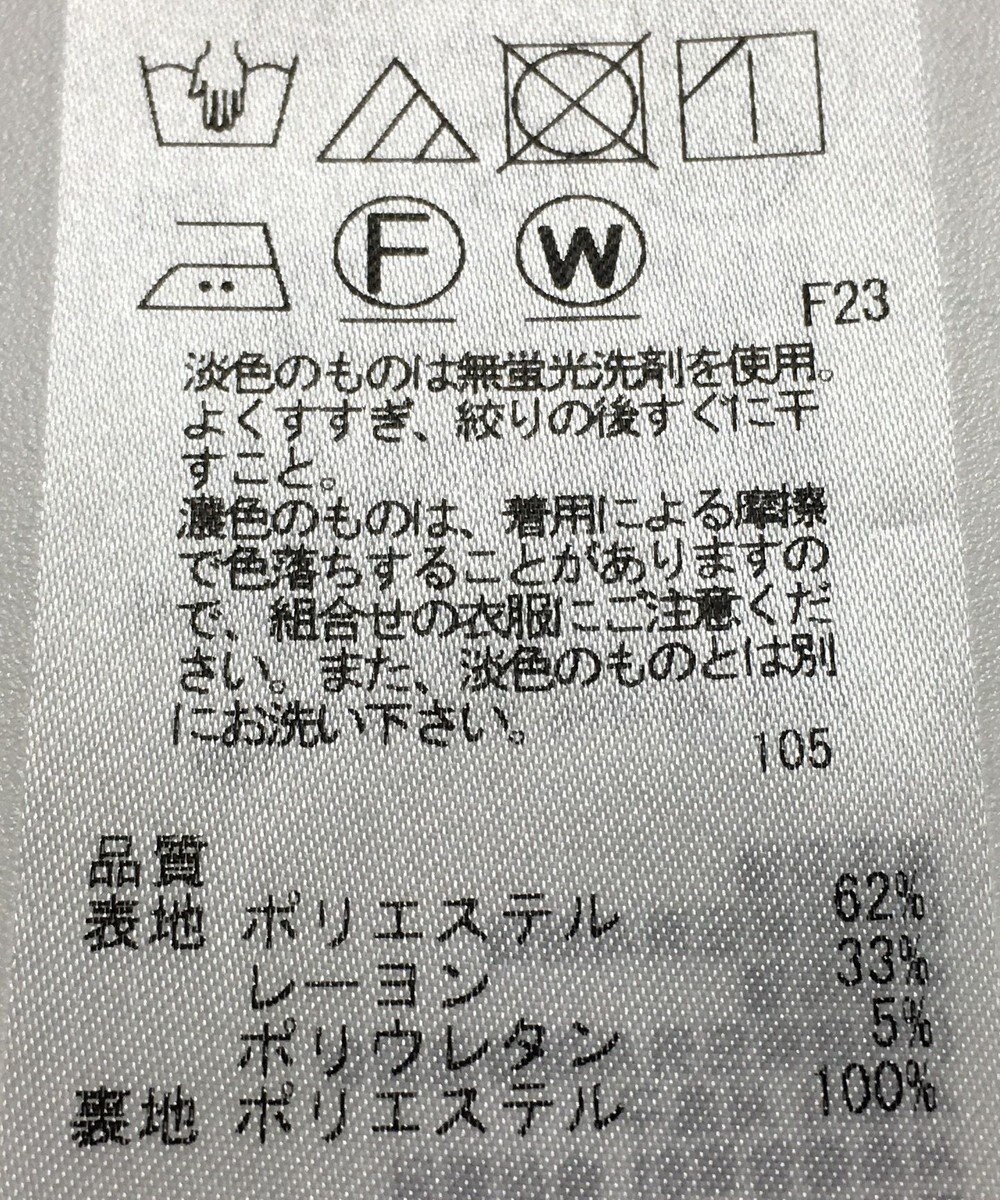 F W
F23
淡色のものは無蛍光洗剤を使用。
よくすすぎ、絞りの後すぐに干
すこと。
濃色のものは、着用による摩擦
で色落ちすることがありますの
で、組合せの衣服にご注意くだ
さい。また、淡色のものとは別
にお洗い下さい。
105
品質
表地 ポリエステル 62%
レーヨン 33%
ポリウレタン 5%
裏地 ポリエステル 100%